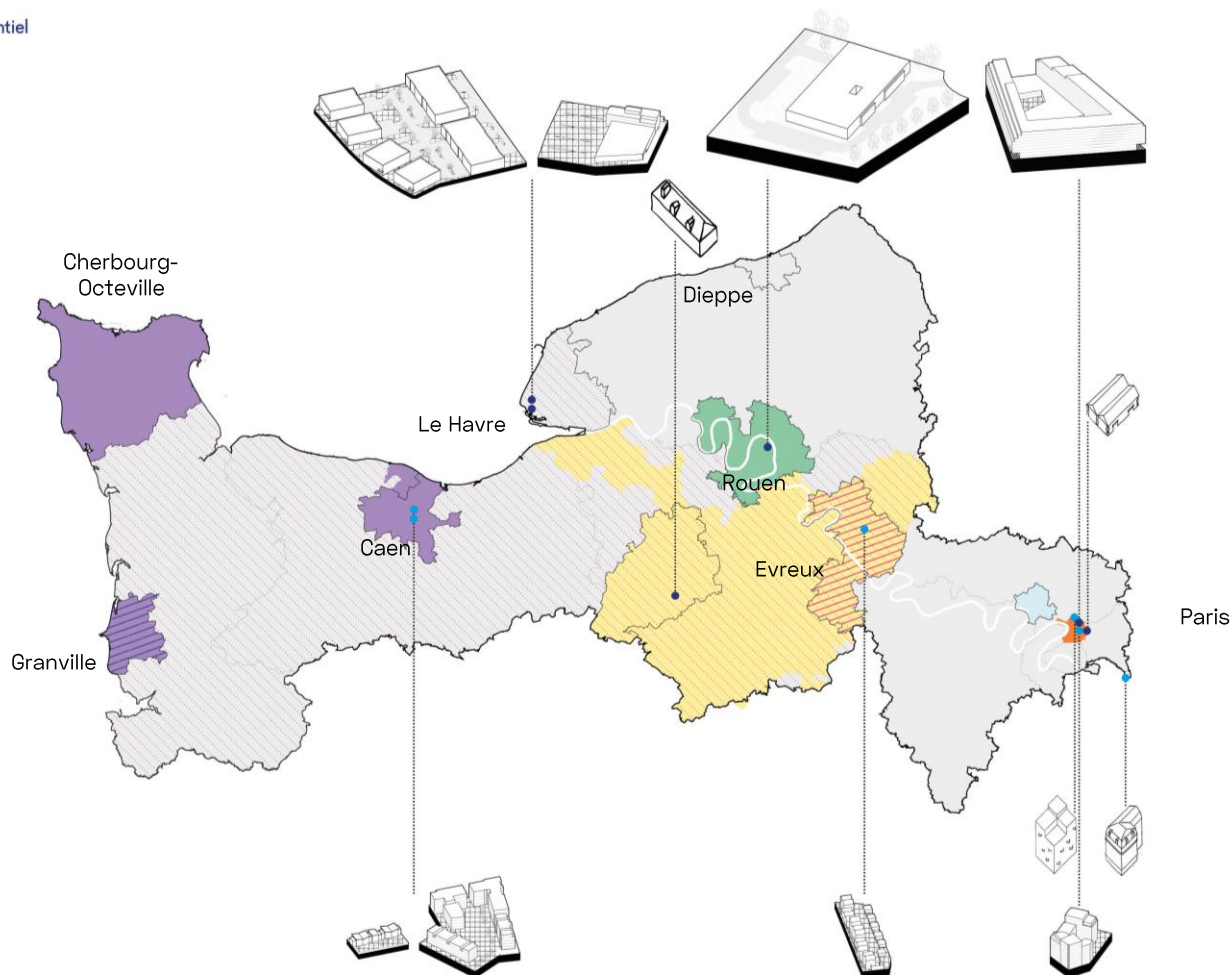 ntiel
Cherbourg-
Octeville
Dieppe
Le Havre
Rouen
Caen
Evreux
Paris
Granville